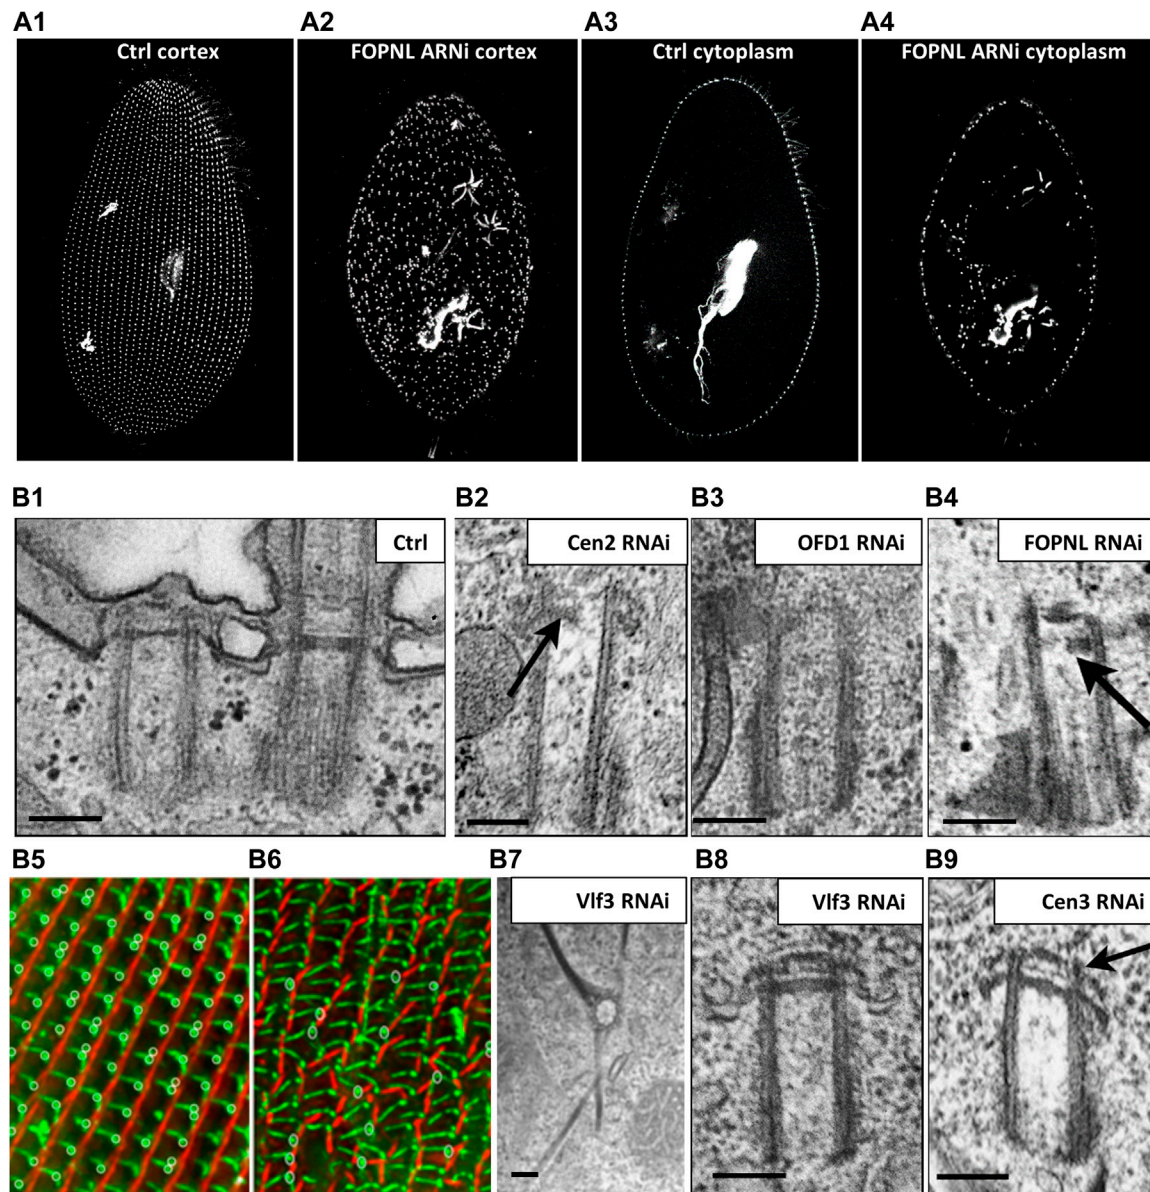 A1 A2 A3 A4
Ctrl cortex FOPNL ARNi cortex Ctrl cytoplasm FOPNL ARNi cytoplasm
B1 B2 B3 B4
Ctrl Cen2 RNAi OFD1 RNAi FOPNL RNAi
B5 B6 B7 B8 B9
Vlf3 RNAi Vlf3 RNAi Cen3 RNAi